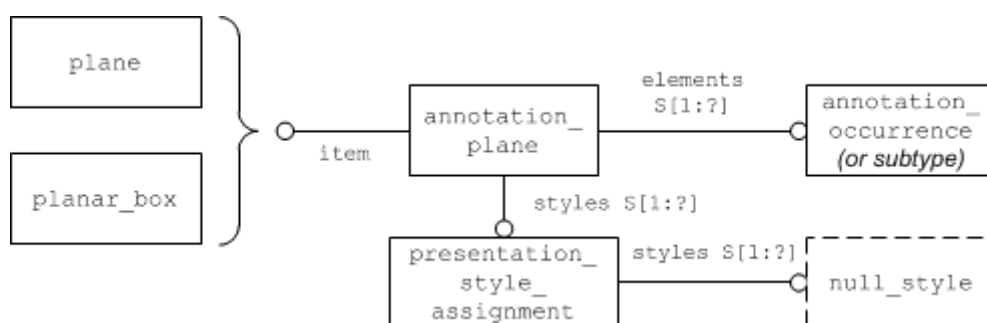 plane
planar_box
item
annotation_
plane
elements
S[1:?]
annotation_
occurrence
(or subtype)
styles S[1:?]
presentation_
style_
assignment
styles S[1:?]
null_style